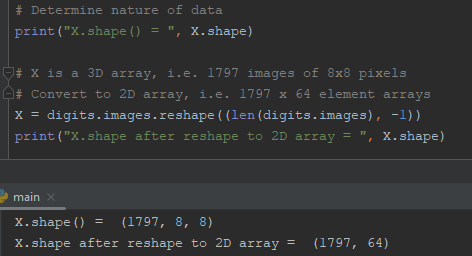 # Determine nature of data
print("X.shape() = ", X.shape)
# X is a 3D array, i.e. 1797 images of 8x8 pixels
# Convert to 2D array, i.e. 1797 x 64 element arrays
X = digits.images.reshape((len(digits.images), -1))
print("X.shape after reshape to 2D array = ", X.shape)
main ×
X.shape() =  (1797, 8, 8)
X.shape after reshape to 2D array =  (1797, 64)